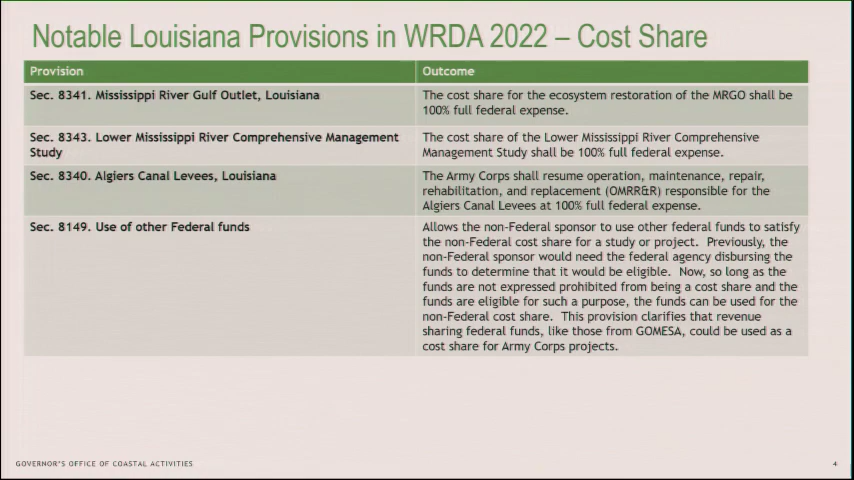 Notable Louisiana Provisions in WRDA 2022 – Cost Share
Provision
Outcome
Sec. 8341. Mississippi River Gulf Outlet, Louisiana
The cost share for the ecosystem restoration of the MRGO shall be
100% full federal expense.
Sec. 8343. Lower Mississippi River Comprehensive Management
Study
The cost share of the Lower Mississippi River Comprehensive
Management Study shall be 100% full federal expense.
Sec. 8340. Algiers Canal Levees, Louisiana
The Army Corps shall resume operation, maintenance, repair,
rehabilitation, and replacement (OMRR&R) responsible for the
Algiers Canal Levees at 100% full federal expense.
Sec. 8149. Use of other Federal funds
Allows the non-Federal sponsor to use other federal funds to satisfy
the non-Federal cost share for a study or project. Previously, the
non-Federal sponsor would need the federal agency disbursing the
funds to determine that it would be eligible. Now, so long as the
funds are not expressed prohibited from being a cost share and the
funds are eligible for such a purpose, the funds can be used for the
non-Federal cost share. This provision clarifies that revenue
sharing federal funds, like those from GOMESA, could be used as a
cost share for Army Corps projects.
GOVERNOR'S OFFICE OF COASTAL ACTIVITIES
4